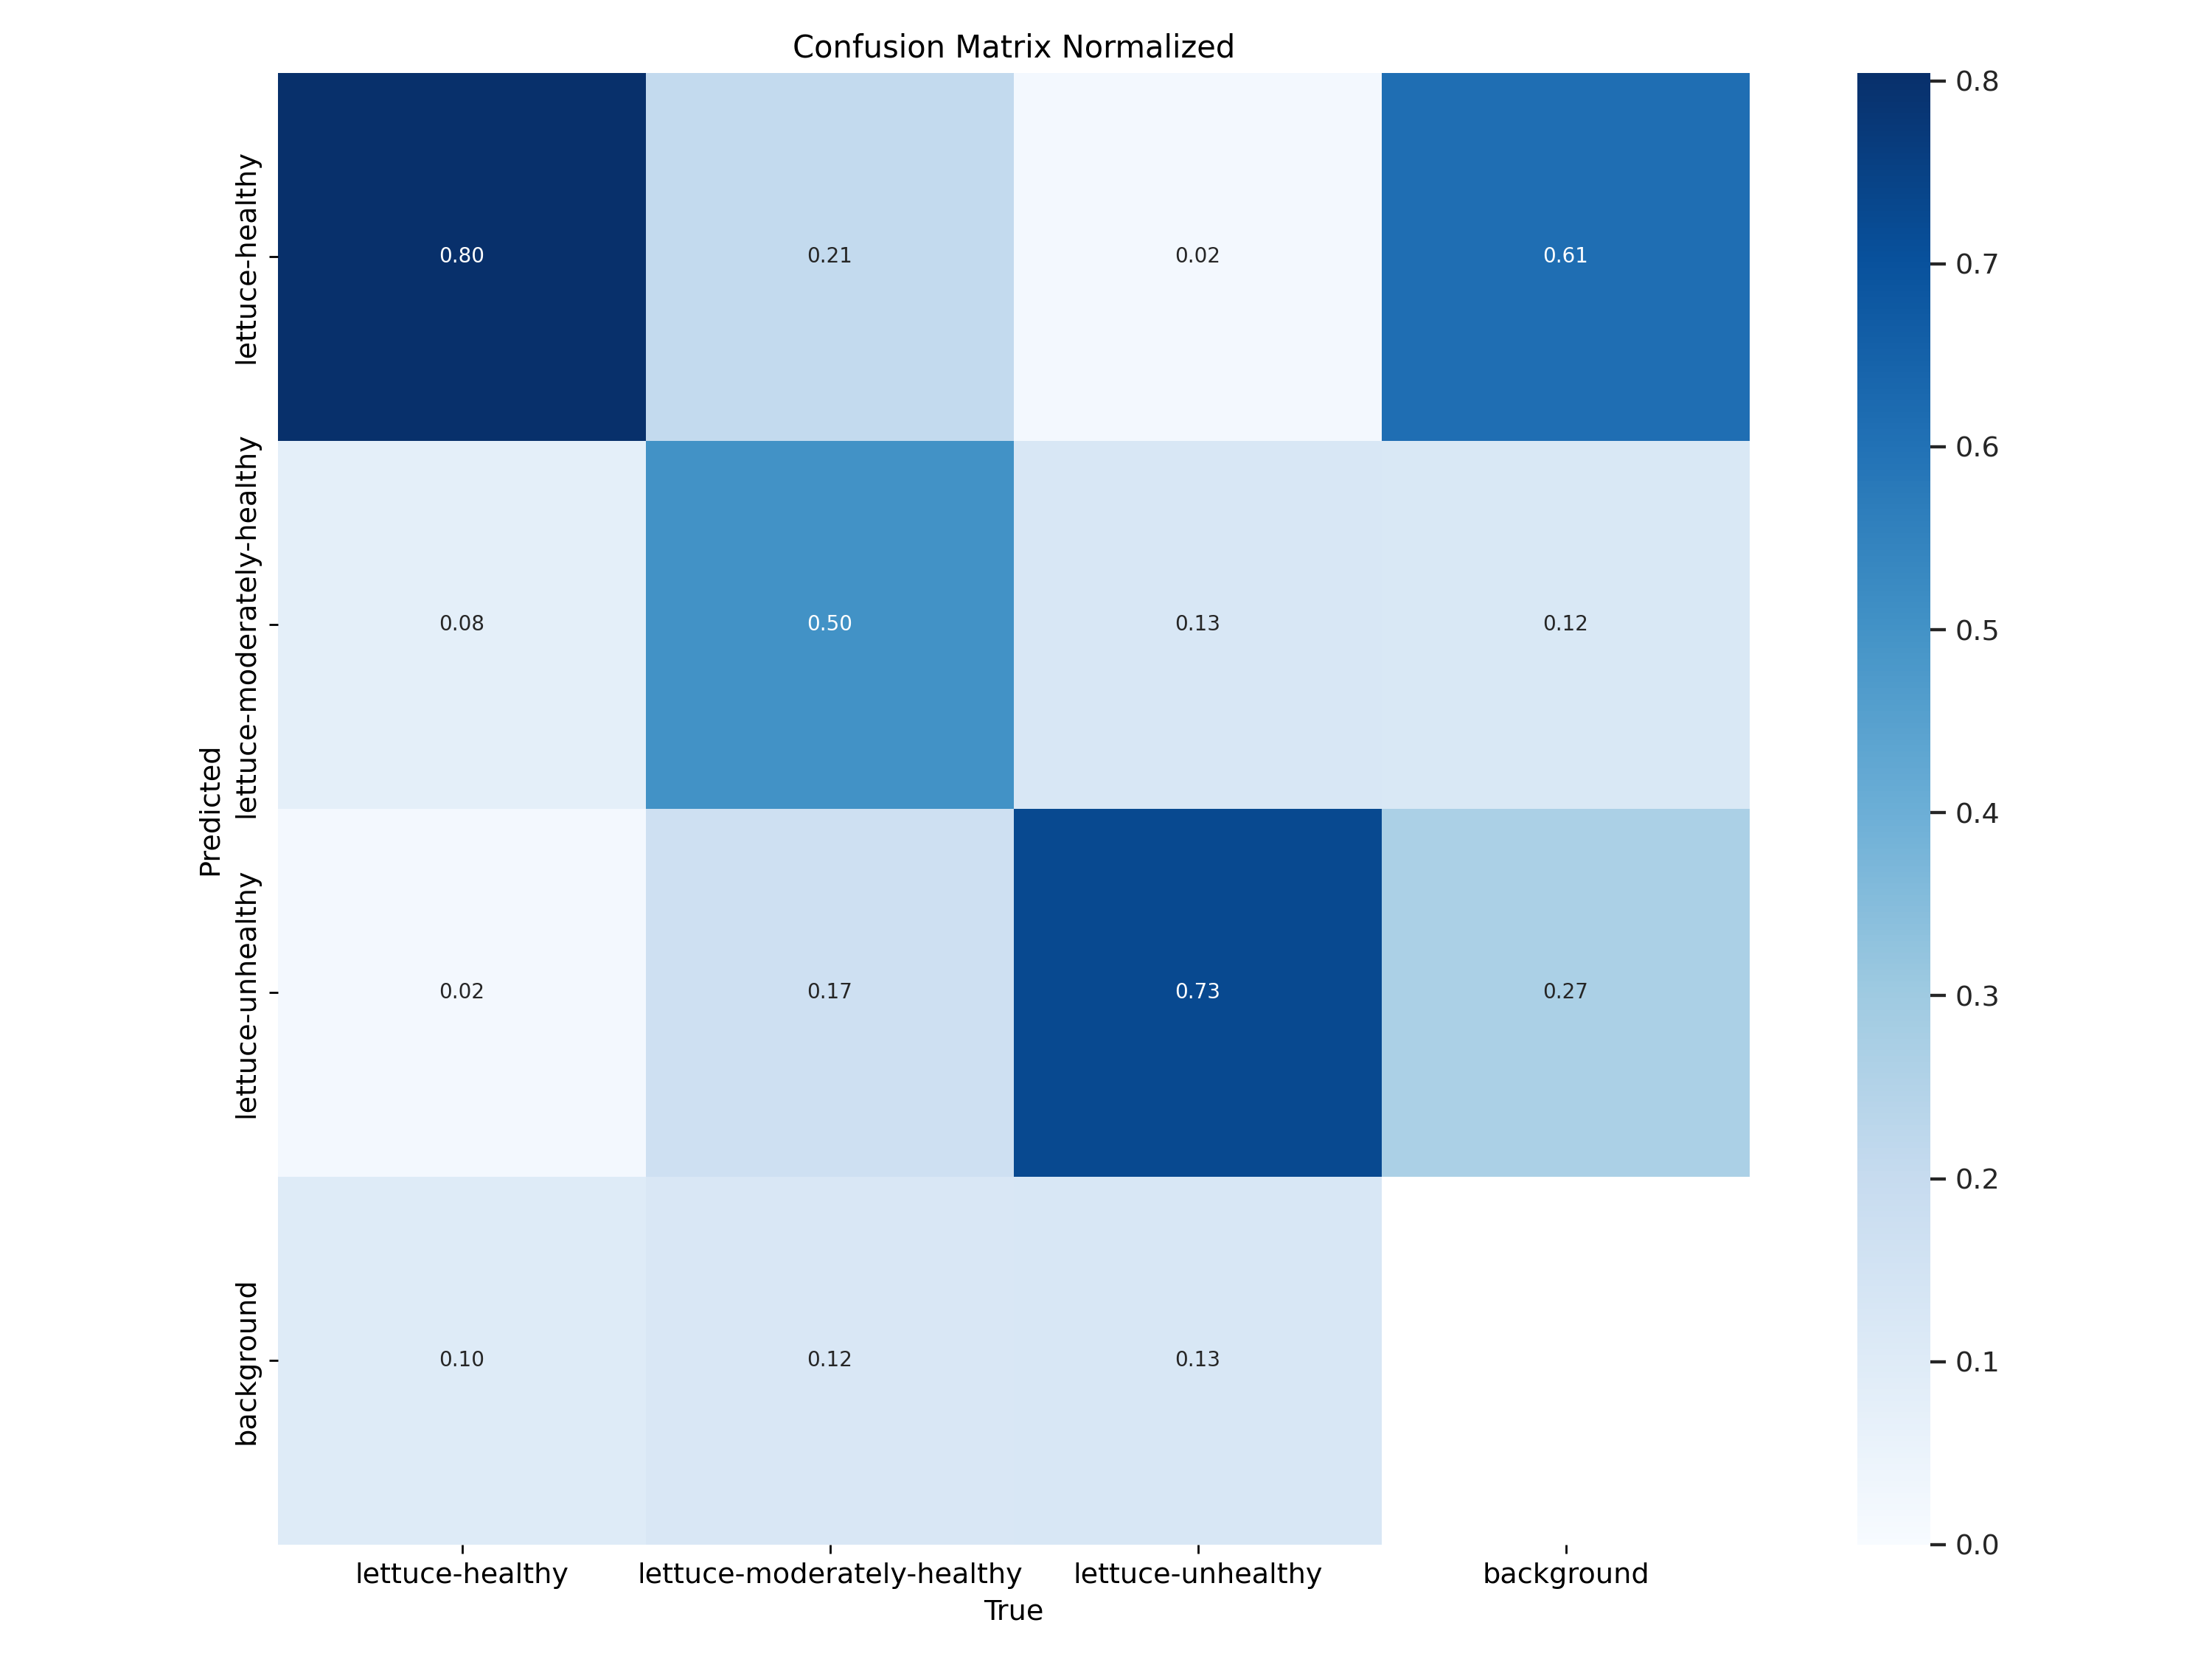 Confusion Matrix Normalized
lettuce-healthy
0.80
0.21
0.02
0.61
lettuce-moderately-healthy
0.08
0.50
0.13
0.12
lettuce-unhealthy
0.02
0.17
0.73
0.27
background
0.10
0.12
0.13
Predicted
lettuce-healthy
lettuce-moderately-healthy
lettuce-unhealthy
background
True
0.8
0.7
0.6
0.5
0.4
0.3
0.2
0.1
0.0